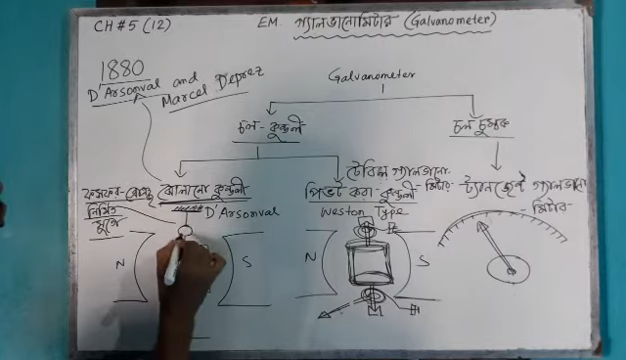 CH#5 (12)
EM. গ্যালভানোমিটার (Galvanometer)
1880
D'Arsonval and
Marcel Deprez
Galvanometer
চল-কুন্ডলী
চল চুম্বক
ঝোলানো কুন্ডলী
D'Arsonval
টেবিল গ্যালভানো-
মিটার-
পিভট করা-কুন্ডলী
Weston Type
ট্যানজেন্ট গ্যালভানো
-মিটার-
ফসফর-ব্রোঞ্জ
নির্মিত
N
S
N
S